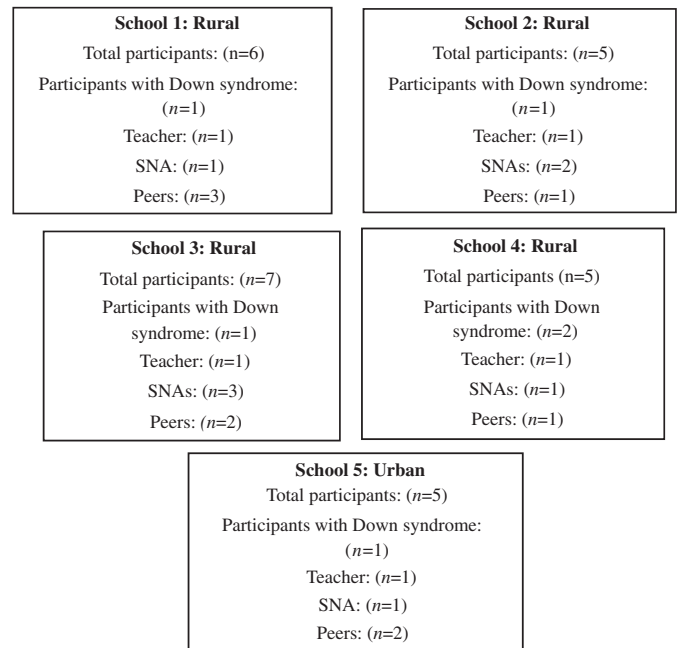 School 1: Rural
Total participants: (n=6)
Participants with Down syndrome:
(n=1)
Teacher: (n=1)
SNA: (n=1)
Peers: (n=3)
School 2: Rural
Total participants: (n=5)
Participants with Down syndrome:
(n=1)
Teacher: (n=1)
SNAs: (n=2)
Peers: (n=1)
School 3: Rural
Total participants: (n=7)
Participants with Down
syndrome: (n=1)
Teacher: (n=1)
SNAs: (n=3)
Peers: (n=2)
School 4: Rural
Total participants (n=5)
Participants with Down
syndrome: (n=2)
Teacher: (n=1)
SNAs: (n=1)
Peers: (n=1)
School 5: Urban
Total participants: (n=5)
Participants with Down syndrome:
(n=1)
Teacher: (n=1)
SNA: (n=1)
Peers: (n=2)